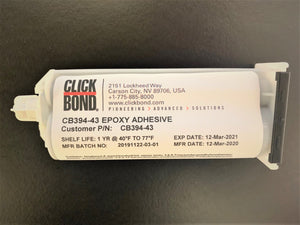 CLICK
BOND®
2151 Lockheed Way
Carson City, NV 89706, USA
+1-775-885-8000
www.clickbond.com
PIONEERING • ADVANCED • SOLUTIONS
CB394-43 EPOXY ADHESIVE
Customer P/N: CB394-43
SHELF LIFE: 1 YR @ 40°F TO 77°F EXP DATE: 12-Mar-2021
MFR BATCH NO: 20191122-03-01 MFR DATE: 12-Mar-2020